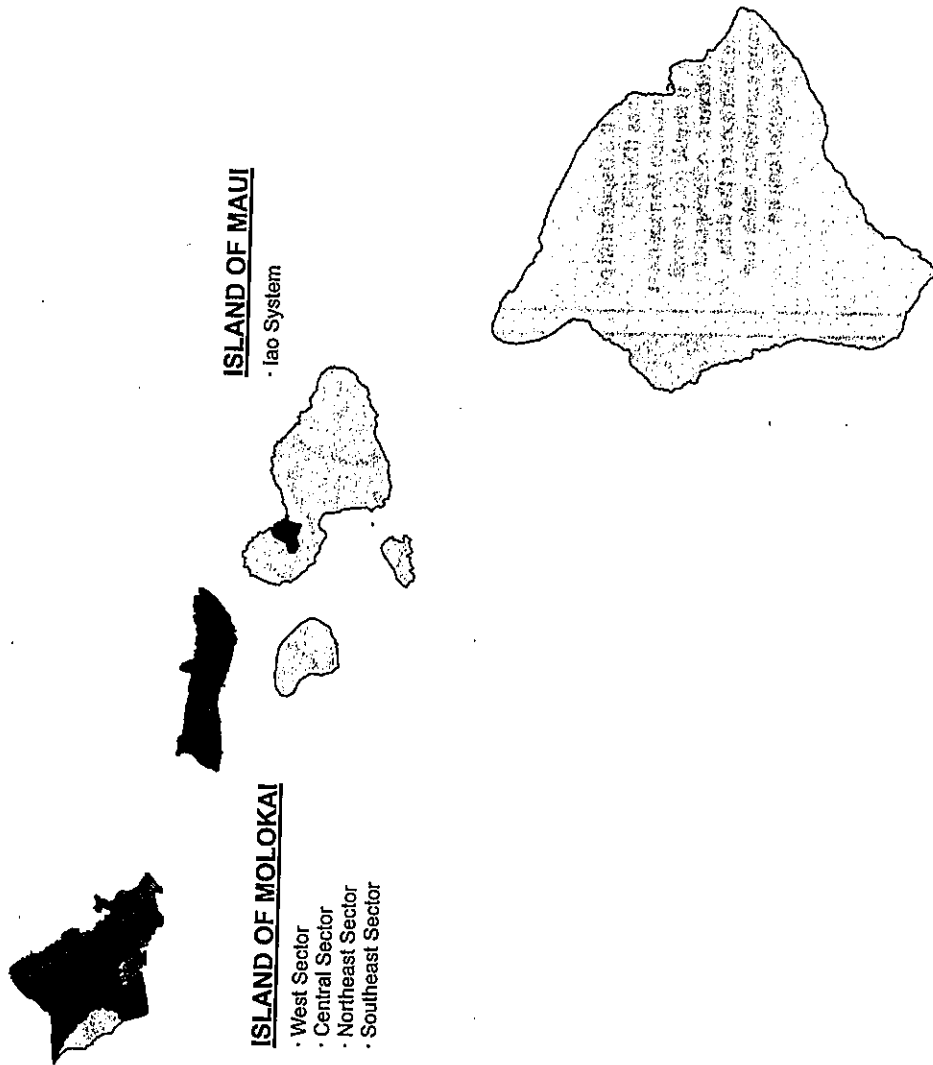 ISLAND OF MAUI
· Iao System
ISLAND OF MOLOKAI
· West Sector
· Central Sector
· Northeast Sector
· Southeast Sector